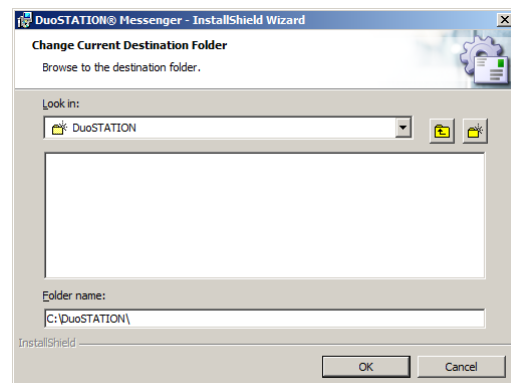 DuoSTATION® Messenger - InstallShield Wizard
Change Current Destination Folder
Browse to the destination folder.
Look in:
DuoSTATION
Folder name:
C:\DuoSTATION\
InstallShield
OK Cancel